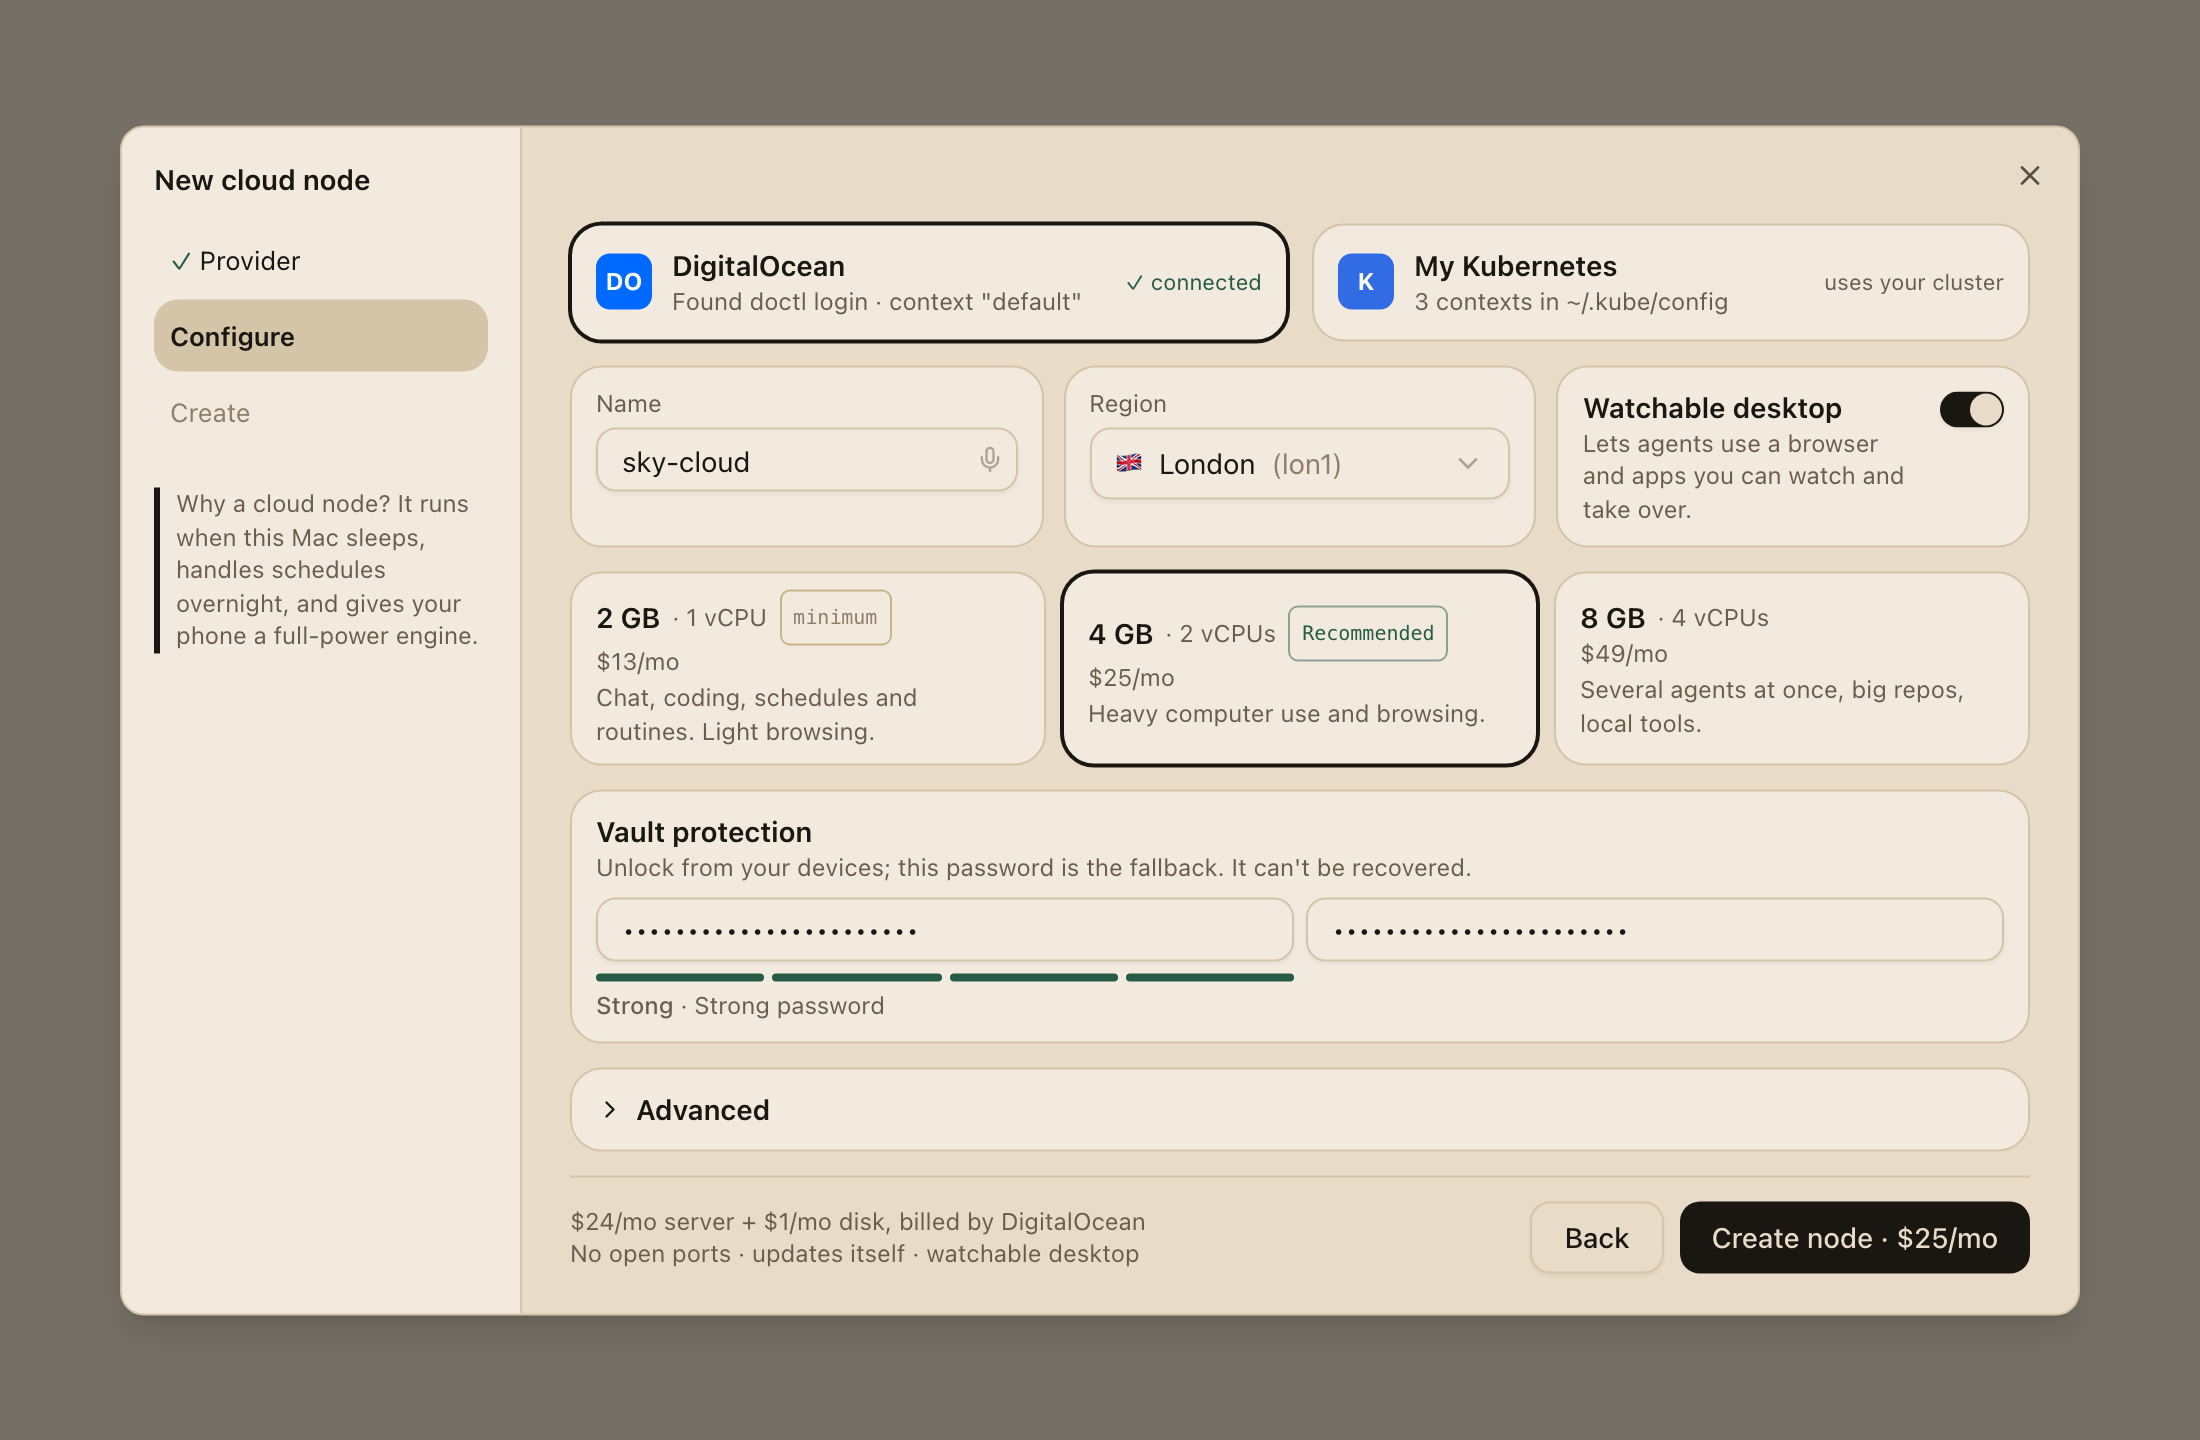 New cloud node
Provider
Configure
Create
Why a cloud node? It runs
when this Mac sleeps,
handles schedules
overnight, and gives your
phone a full-power engine.
DO
DigitalOcean
Found doctl login · context "default"
✓ connected
K
My Kubernetes
3 contexts in ~/.kube/config
uses your cluster
Name
sky-cloud
Region
🇬🇧 London (lon1)
Watchable desktop
Lets agents use a browser
and apps you can watch and
take over.
2 GB · 1 vCPU minimum
$13/mo
Chat, coding, schedules and
routines. Light browsing.
4 GB · 2 vCPUs Recommended
$25/mo
Heavy computer use and browsing.
8 GB · 4 vCPUs
$49/mo
Several agents at once, big repos,
local tools.
Vault protection
Unlock from your devices; this password is the fallback. It can't be recovered.
Strong · Strong password
Advanced
$24/mo server + $1/mo disk, billed by DigitalOcean
No open ports · updates itself · watchable desktop
Back
Create node · $25/mo